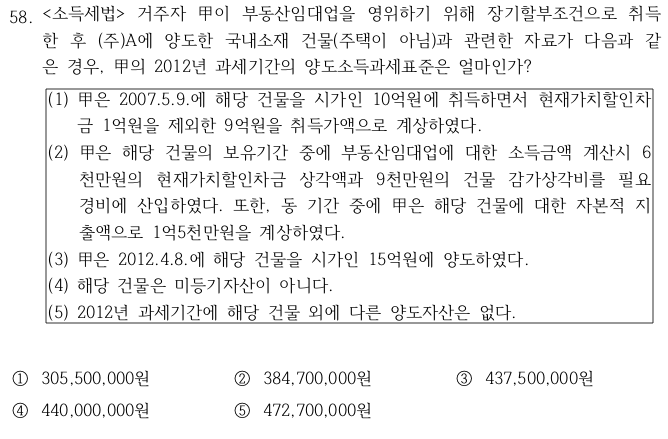 58. <소득세법> 거주자 甲이 부동산임대업을 영위하기 위해 장기할부조건으로 취득
한 후 (주)A에 양도한 국내소재 건물(주택이 아님)과 관련한 자료가 다음과 같
은 경우, 甲의 2012년 과세기간의 양도소득과세표준은 얼마인가?
(1) 甲은 2007.5.9.에 해당 건물을 시가인 10억원에 취득하면서 현재가치할인차
금 1억원을 제외한 9억원을 취득가액으로 계상하였다.
(2) 甲은 해당 건물의 보유기간 중에 부동산임대업에 대한 소득금액 계산시 6
천만원의 현재가치할인차금 상각액과 9천만원의 건물 감가상각비를 필요
경비에 산입하였다. 또한, 동 기간 중에 甲은 해당 건물에 대한 자본적 지
출액으로 1억5천만원을 계상하였다.
(3) 甲은 2012.4.8.에 해당 건물을 시가인 15억원에 양도하였다.
(4) 해당 건물은 미등기자산이 아니다.
(5) 2012년 과세기간에 해당 건물 외에 다른 양도자산은 없다.
① 305,500,000원 ② 384,700,000원 ③ 437,500,000원
④ 440,000,000원 ⑤ 472,700,000원